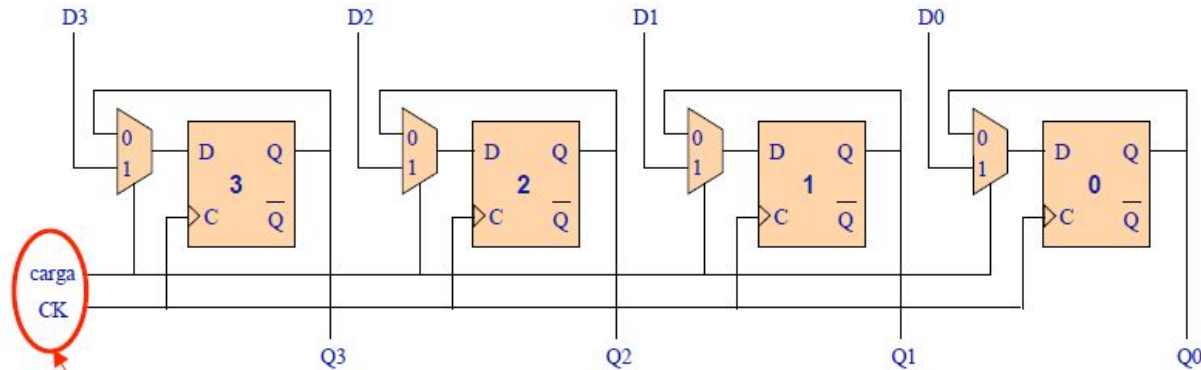 D3 D2 D1 D0
0 0 0 0
D Q D Q D Q D Q
1 1 1 1
3 2 1 0
C Q̅ C Q̅ C Q̅ C Q̅
carga
CK
Q3 Q2 Q1 Q0